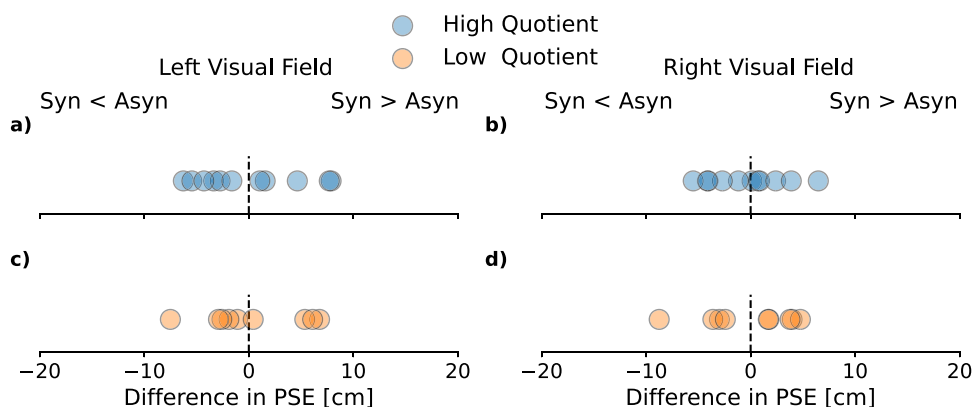 High Quotient
Low Quotient
Left Visual Field
Right Visual Field
Syn < Asyn
Syn > Asyn
Syn < Asyn
Syn > Asyn
a)
b)
c)
d)
−20
−10
0
10
20
−20
−10
0
10
20
Difference in PSE [cm]
Difference in PSE [cm]